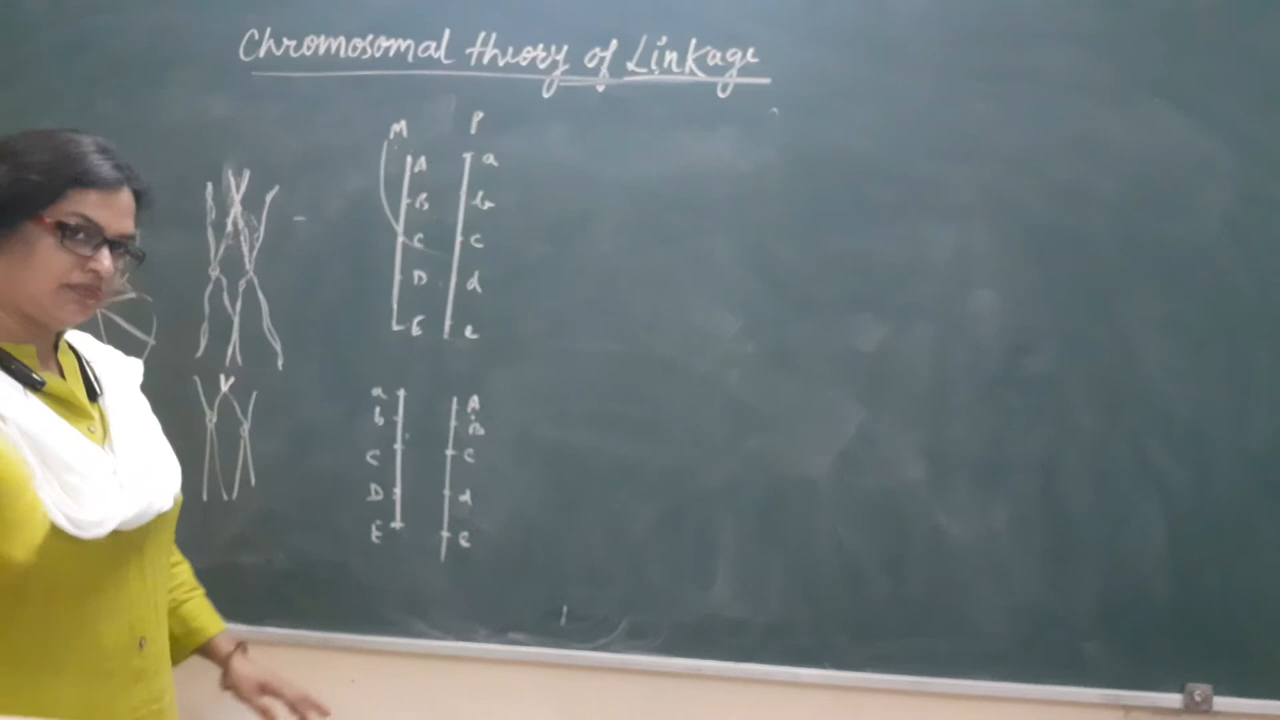 Chromosomal theory of Linkage
M P
A a
B b
C c
D d
E e
a A
b B
C c
D d
E e